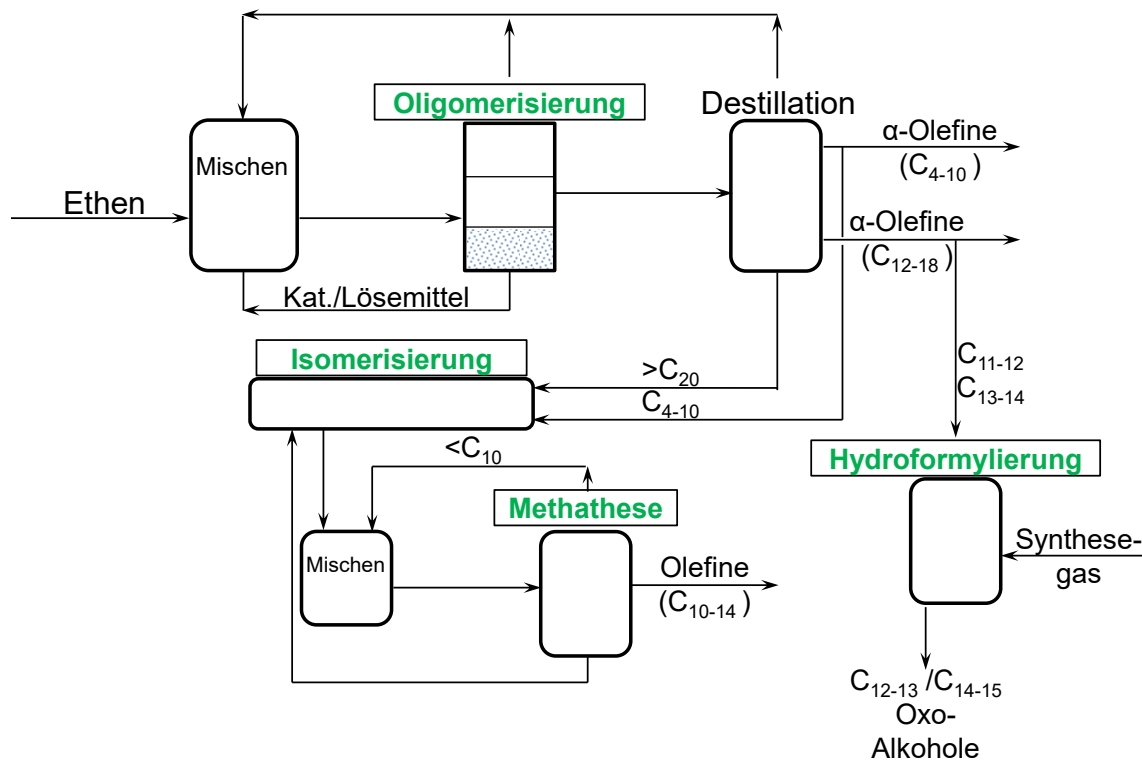 Oligomerisierung
Destillation
Mischen
α-Olefine
(C4-10 )
Ethen
α-Olefine
(C12-18 )
Kat./Lösemittel
Isomerisierung
>C20
C4-10
C11-12
C13-14
<C10
Hydroformylierung
Methathese
Mischen
Olefine
(C10-14 )
Synthese-
gas
C12-13 /C14-15
Oxo-
Alkohole